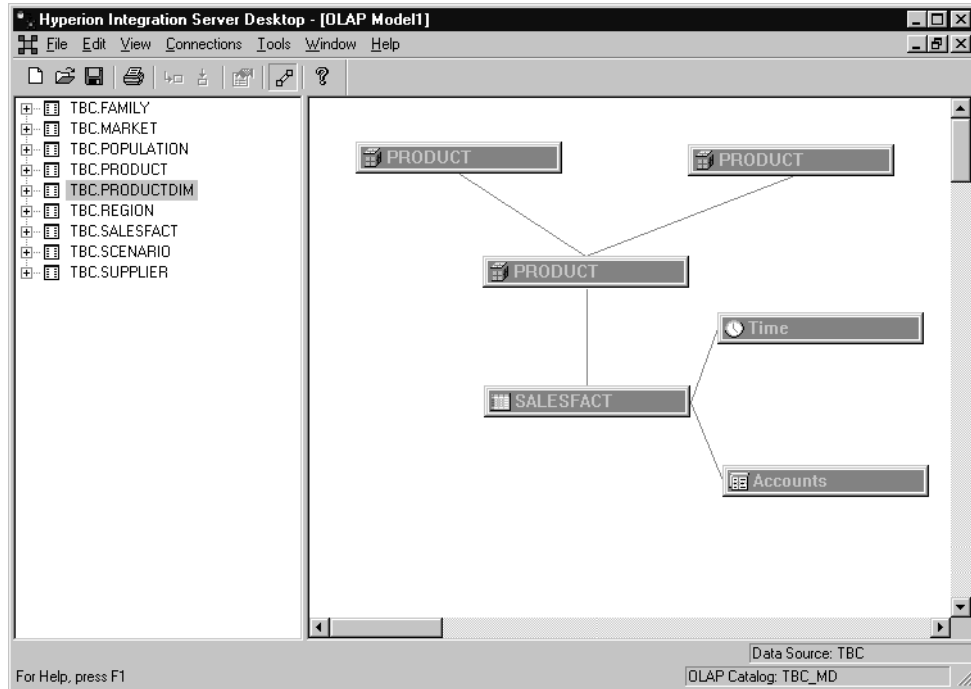 Hyperion Integration Server Desktop - [OLAP Model1]
File Edit View Connections Tools Window Help
TBC.FAMILY
TBC.MARKET
TBC.POPULATION
TBC.PRODUCT
TBC.PRODUCTDIM
TBC.REGION
TBC.SALESFACT
TBC.SCENARIO
TBC.SUPPLIER
PRODUCT
PRODUCT
PRODUCT
Time
SALESFACT
Accounts
Data Source: TBC
For Help, press F1
OLAP Catalog: TBC_MD